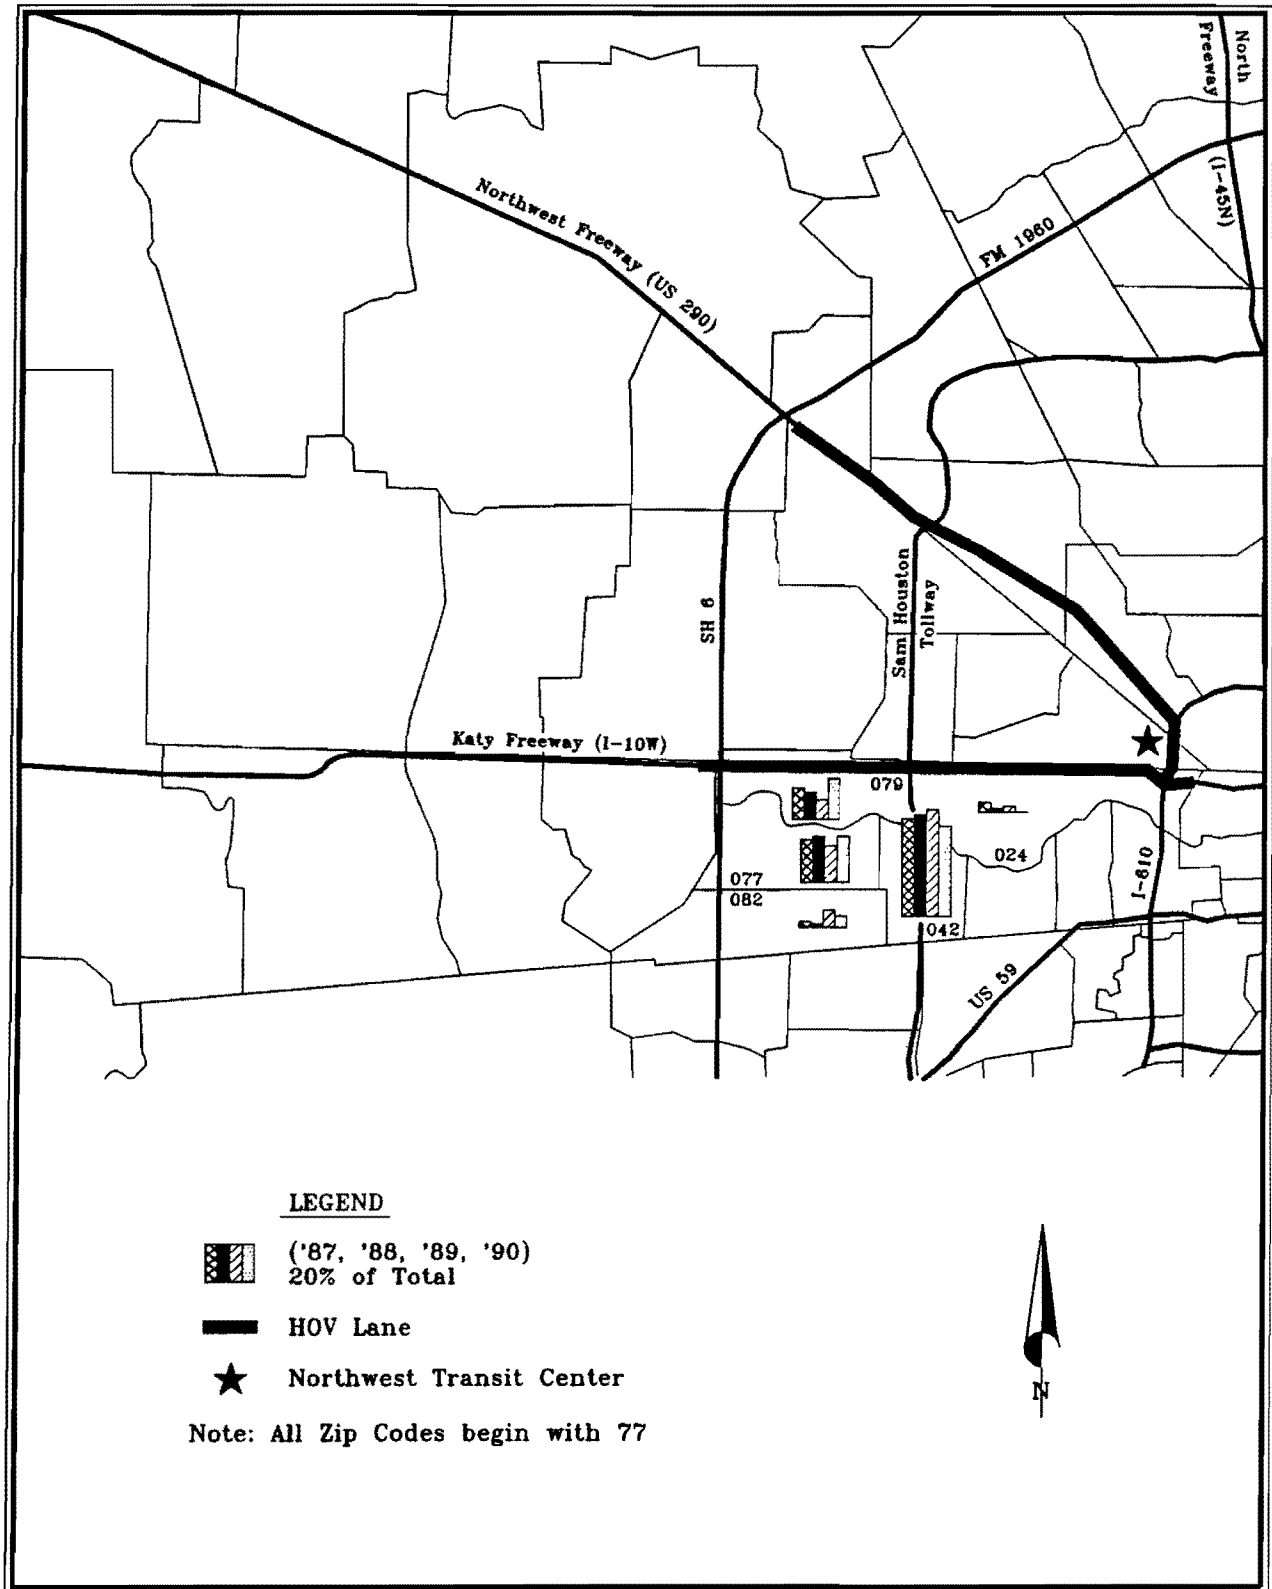 North
Freeway
(I-45N)
Northwest Freeway (US 290)
FM 1960
SH 6
Sam Houston
Tollway
Katy Freeway (I-10W)
079
024
077
082
042
I-610
US 59
LEGEND
('87, '88, '89, '90)
20% of Total
HOV Lane
Northwest Transit Center
Note: All Zip Codes begin with 77
N